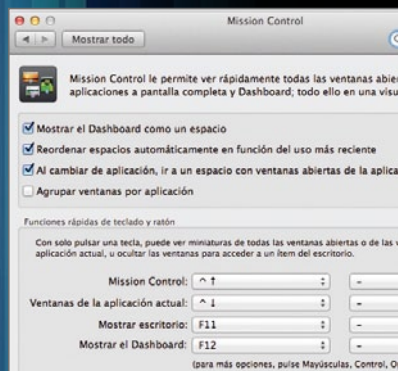 Mission Control
Mostrar todo
Mission Control le permite ver rápidamente todas las ventanas
aplicaciones a pantalla completa y Dashboard; todo ello en una
Mostrar el Dashboard como un espacio
Reordenar espacios automáticamente en función del uso más reciente
Al cambiar de aplicación, ir a un espacio con ventanas abiertas de la
Agrupar ventanas por aplicación
Funciones rápidas de teclado y ratón
Con solo pulsar una tecla, puede ver miniaturas de todas las ventanas abiertas o de las
aplicación actual, u ocultar las ventanas para acceder a un ítem del escritorio.
Mission Control: ^ ↑ -
Ventanas de la aplicación actual: ^ ↓ -
Mostrar escritorio: F11 -
Mostrar el Dashboard: F12 -
(para más opciones, pulse Mayúsculas, Control,